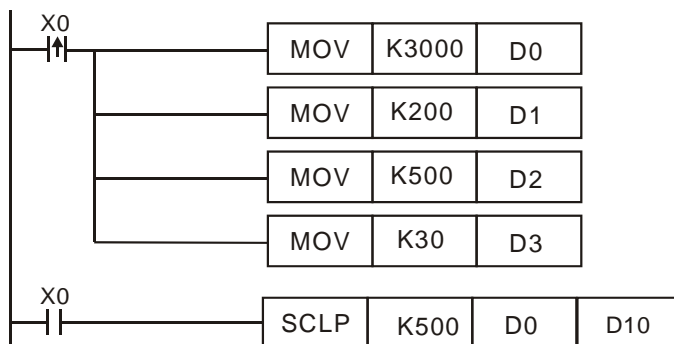 X0
MOV K3000 D0
MOV K200 D1
MOV K500 D2
MOV K30 D3
X0
SCLP K500 D0 D10